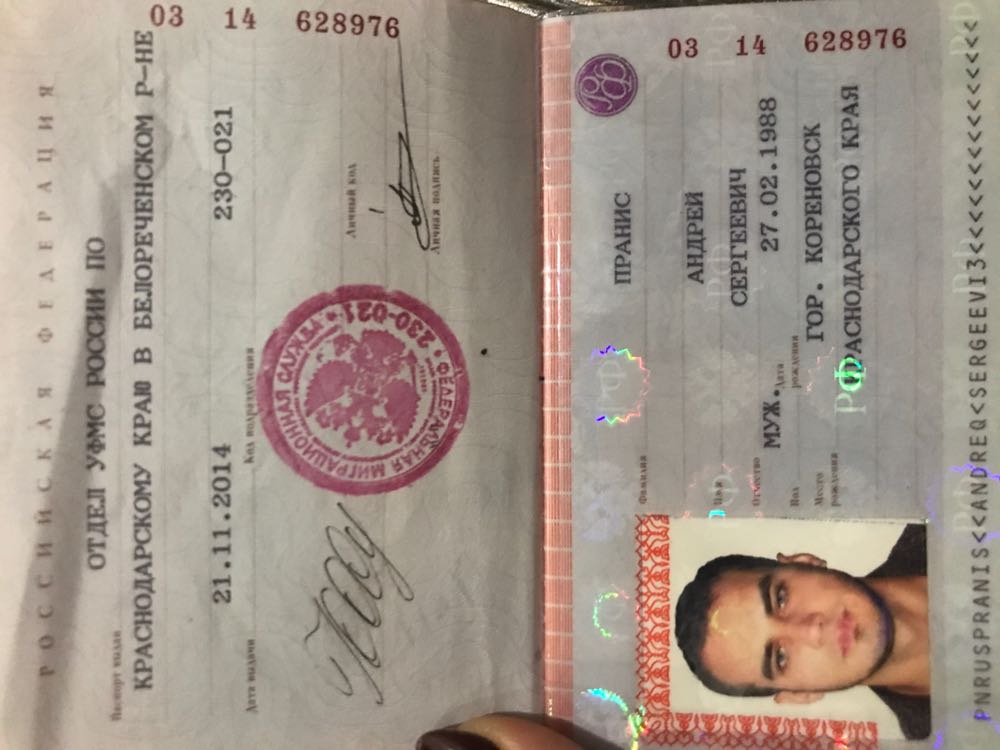 РОССИЙСКАЯ ФЕДЕРАЦИЯ
Паспорт выдан
ОТДЕЛ УФМС РОССИИ ПО
КРАСНОДАРСКОМУ КРАЮ В БЕЛОРЕЧЕНСКОМ Р-НЕ
Дата выдачи 21.11.2014 Код подразделения 230-021
ФЕДЕРАЛЬНАЯ МИГРАЦИОННАЯ СЛУЖБА
230-021
Личный код
Личная подпись
03 14 628976
РФ
Фамилия ПРАНИС
Имя АНДРЕЙ
Отчество СЕРГЕЕВИЧ
Пол МУЖ. Дата рождения 27.02.1988
Место рождения ГОР. КОРЕНОВСК
КРАСНОДАРСКОГО КРАЯ
03 14 628976
РФ
PNRUSPRANIS<<ANDREQ<SERGEEVI3<<<<<<<<<<<<<<<